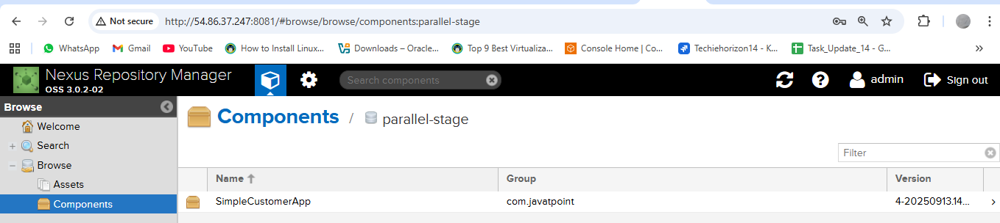 Not secure http://54.86.37.247:8081/#browse/browse/components:parallel-stage
WhatsApp Gmail YouTube How to Install Linux... Downloads – Oracle... Top 9 Best Virtualiza... Console Home | Co... Techiehorizon14 - K... Task_Update_14 - G... »
Nexus Repository Manager
OSS 3.0.2-02
Search components
admin Sign out
Browse
Welcome
Search
Browse
Assets
Components
Components / parallel-stage
Filter
Name Group Version
SimpleCustomerApp com.javatpoint 4-20250913.14...